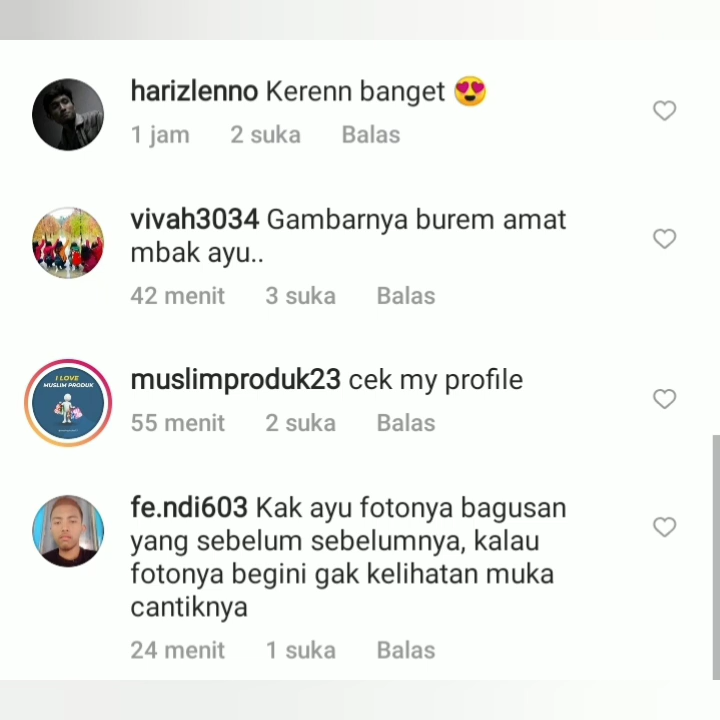 harizlenno Kerenn banget 😍
1 jam 2 suka Balas
vivah3034 Gambarnya burem amat
mbak ayu..
42 menit 3 suka Balas
I LOVE
MUSLIM PRODUK
muslimproduk23 cek my profile
55 menit 2 suka Balas
fe.ndi603 Kak ayu fotonya bagusan
yang sebelum sebelumnya, kalau
fotonya begini gak kelihatan muka
cantiknya
24 menit 1 suka Balas